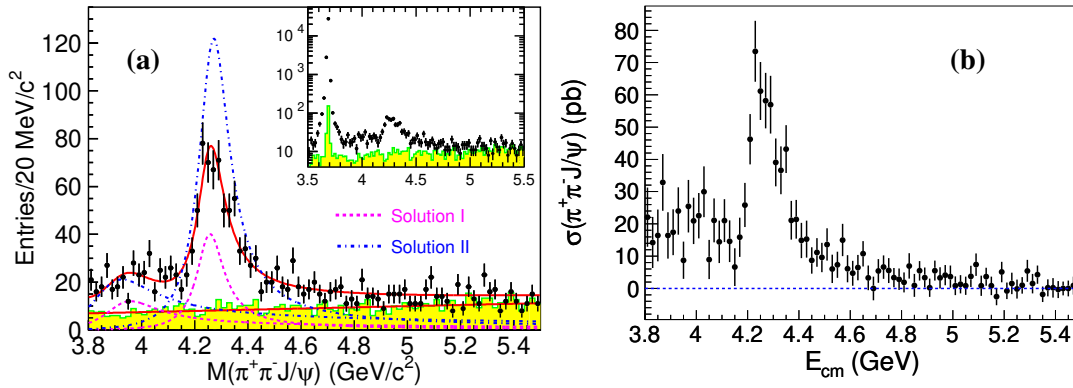 (a)
Entries/20 MeV/c²
120
100
80
60
40
20
0
3.8 4 4.2 4.4 4.6 4.8 5 5.2 5.4
M(π⁺π⁻J/ψ) (GeV/c²)
10⁴
10³
10²
10
3.5 4 4.5 5 5.5
Solution I
Solution II
(b)
σ(π⁺π⁻J/ψ) (pb)
80
70
60
50
40
30
20
10
0
3.8 4 4.2 4.4 4.6 4.8 5 5.2 5.4
E_cm (GeV)